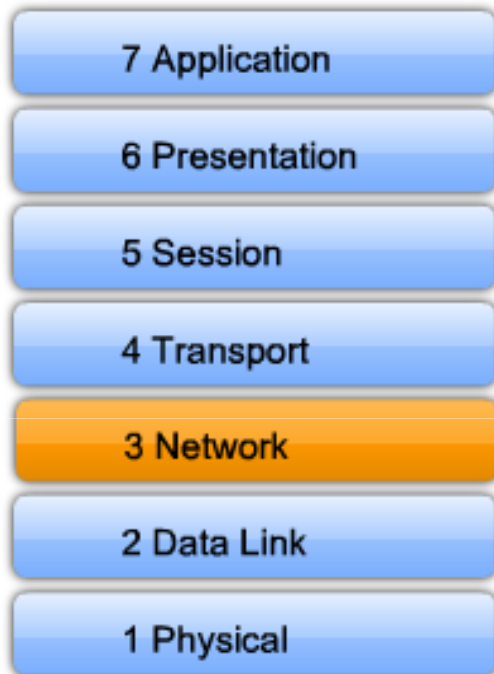 7 Application
6 Presentation
5 Session
4 Transport
3 Network
2 Data Link
1 Physical